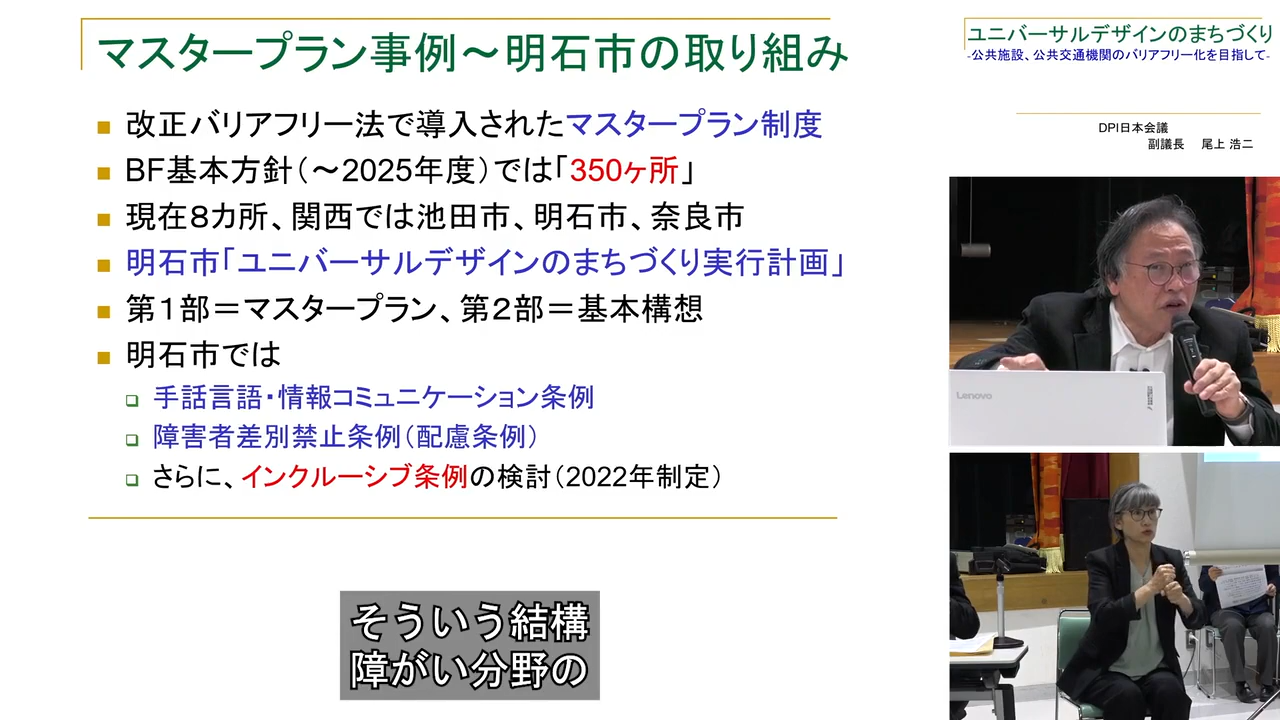 マスタープラン事例～明石市の取り組み
改正バリアフリー法で導入されたマスタープラン制度
BF基本方針（～2025年度）では「350ヶ所」
現在８カ所、関西では池田市、明石市、奈良市
明石市「ユニバーサルデザインのまちづくり実行計画」
第１部＝マスタープラン、第２部＝基本構想
明石市では
手話言語・情報コミュニケーション条例
障害者差別禁止条例（配慮条例）
さらに、インクルーシブ条例の検討（2022年制定）
そういう結構
障がい分野の
ユニバーサルデザインのまちづくり
-公共施設、公共交通機関のバリアフリー化を目指して-
DPI日本会議
副議長　尾上 浩二
Lenovo